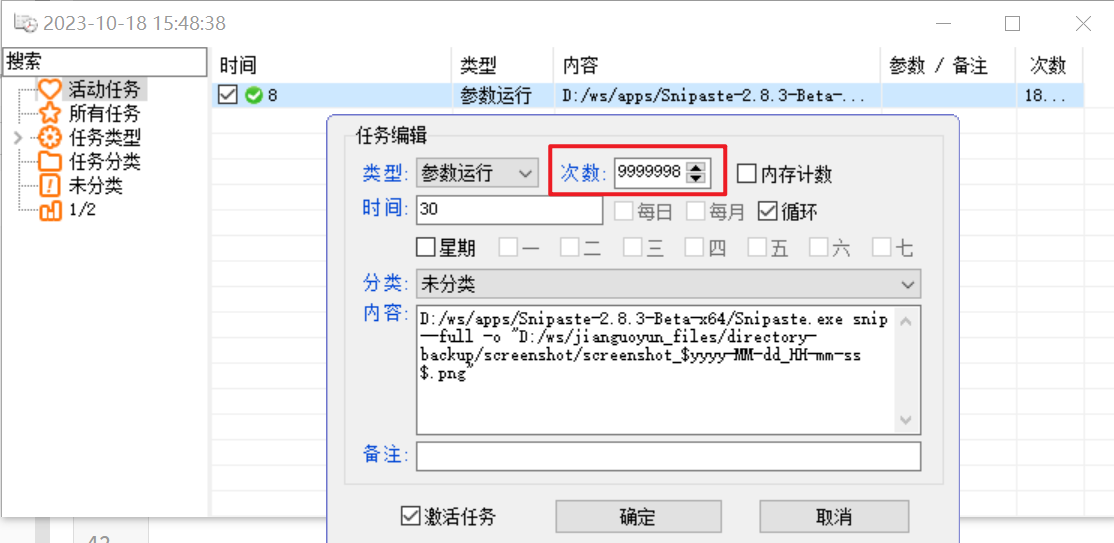 2023-10-18 15:48:38
搜索
活动任务
所有任务
任务类型
任务分类
未分类
1/2
时间 类型 内容 参数 / 备注 次数
8 参数运行 D:/ws/apps/Snipaste-2.8.3-Beta-... 18...
任务编辑
类型: 参数运行 次数: 9999998 内存计数
时间: 30 每日 每月 循环
星期 一 二 三 四 五 六 七
分类: 未分类
内容: D:/ws/apps/Snipaste-2.8.3-Beta-x64/Snipaste.exe snip
--full -o "D:/ws/jianguoyun_files/directory-
backup/screenshot/screenshot_$yyyy-MM-dd_HH-mm-ss
$.png"
备注:
激活任务 确定 取消